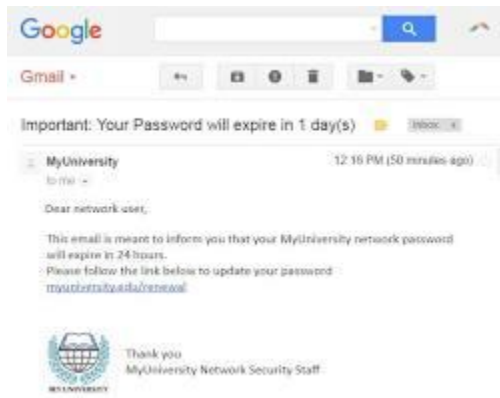 Google
Gmail
Important: Your Password will expire in 1 day(s)
Inbox
MyUniversity
12:16 PM (50 minutes ago)
to me
Dear network user,
This email is meant to inform you that your MyUniversity network password
will expire in 24 hours.
Please follow the link below to update your password
myuniversity.edu/renewal
Thank you
MyUniversity Network Security Staff
MY UNIVERSITY